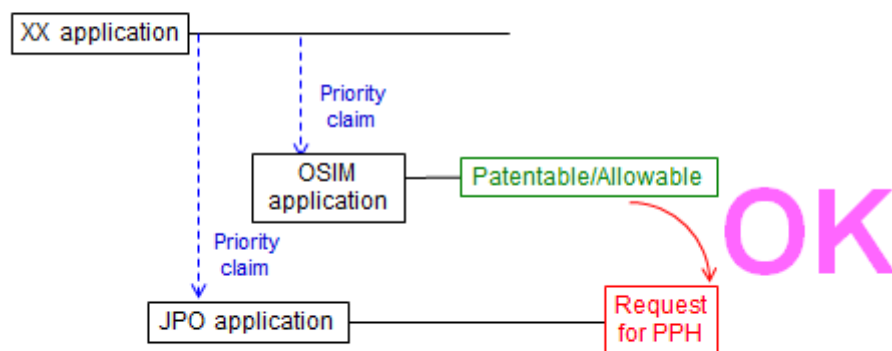 XX application
Priority
claim
OSIM
application
Patentable/Allowable
OK
Priority
claim
JPO application
Request
for PPH